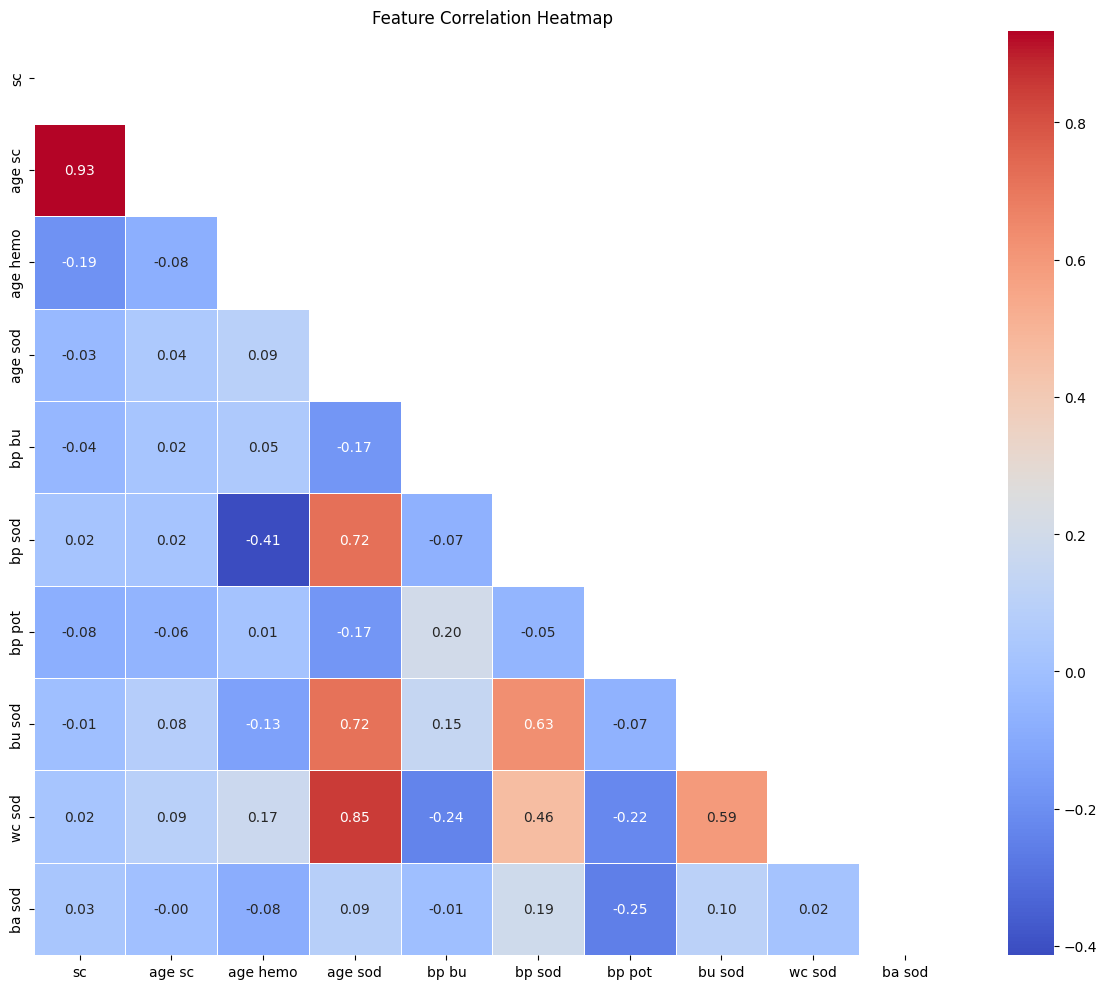 Feature Correlation Heatmap
sc
age sc 0.93
age hemo -0.19 -0.08
age sod -0.03 0.04 0.09
bp bu -0.04 0.02 0.05 -0.17
bp sod 0.02 0.02 -0.41 0.72 -0.07
bp pot -0.08 -0.06 0.01 -0.17 0.20 -0.05
bu sod -0.01 0.08 -0.13 0.72 0.15 0.63 -0.07
wc sod 0.02 0.09 0.17 0.85 -0.24 0.46 -0.22 0.59
ba sod 0.03 -0.00 -0.08 0.09 -0.01 0.19 -0.25 0.10 0.02
sc age sc age hemo age sod bp bu bp sod bp pot bu sod wc sod ba sod
0.8
0.6
0.4
0.2
0.0
−0.2
−0.4